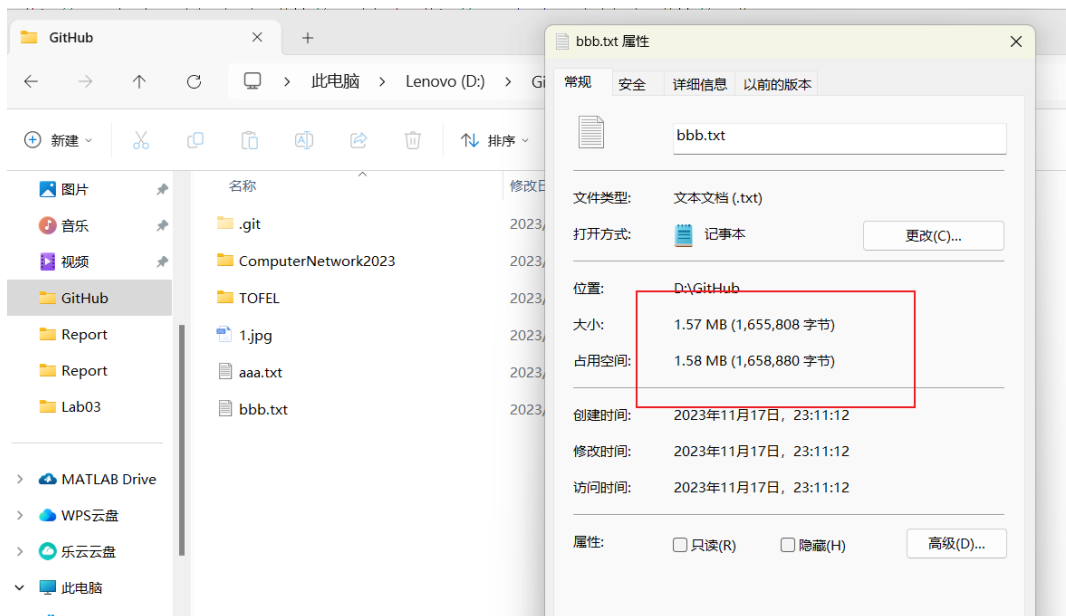 GitHub
此电脑 Lenovo (D:)
新建
排序
图片
音乐
视频
GitHub
Report
Report
Lab03
MATLAB Drive
WPS云盘
乐云云盘
此电脑
名称
.git 2023/
ComputerNetwork2023 2023/
TOFEL 2023/
1.jpg 2023/
aaa.txt 2023/
bbb.txt 2023/
bbb.txt 属性
常规 安全 详细信息 以前的版本
bbb.txt
文件类型: 文本文档 (.txt)
打开方式: 记事本 更改(C)...
位置: D:\GitHub
大小: 1.57 MB (1,655,808 字节)
占用空间: 1.58 MB (1,658,880 字节)
创建时间: 2023年11月17日，23:11:12
修改时间: 2023年11月17日，23:11:12
访问时间: 2023年11月17日，23:11:12
属性: 只读(R) 隐藏(H) 高级(D)...